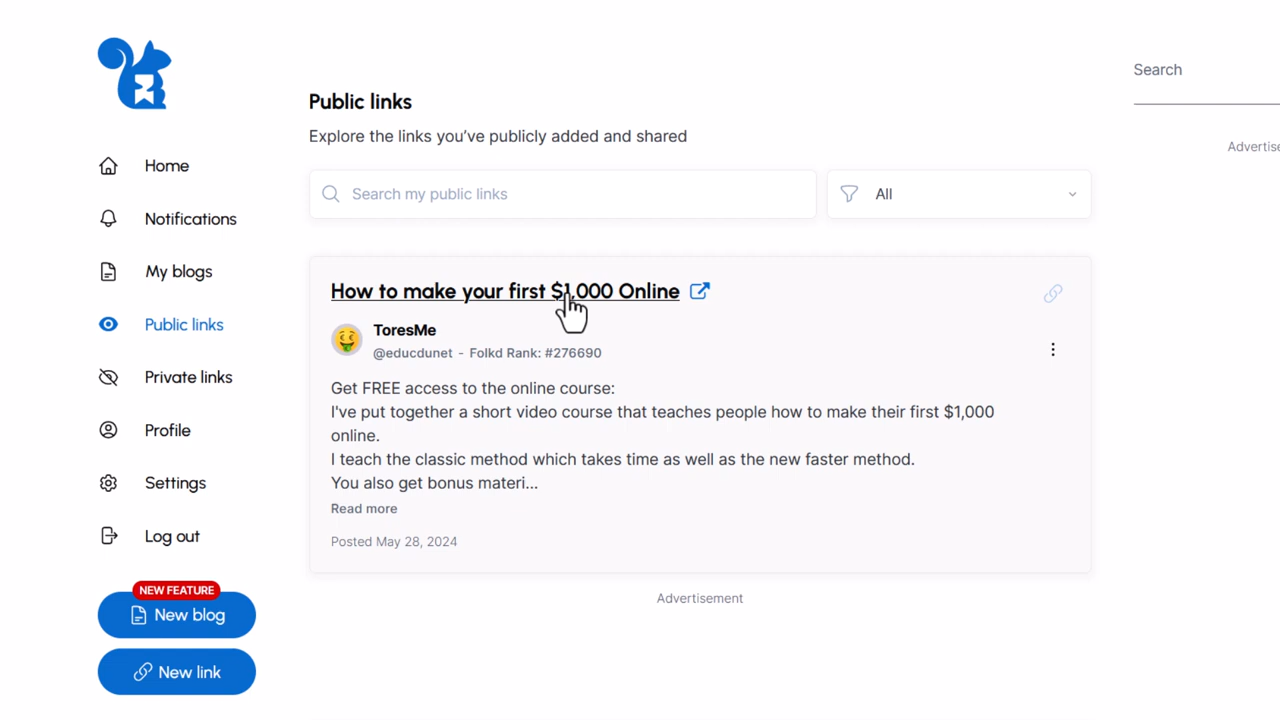 Search
Advertise
Public links
Explore the links you've publicly added and shared
Search my public links
All
Home
Notifications
My blogs
Public links
Private links
Profile
Settings
Log out
NEW FEATURE
New blog
New link
How to make your first $1,000 Online
ToresMe
@educdunet - Folkd Rank: #276690
Get FREE access to the online course:
I've put together a short video course that teaches people how to make their first $1,000
online.
I teach the classic method which takes time as well as the new faster method.
You also get bonus materi...
Read more
Posted May 28, 2024
Advertisement